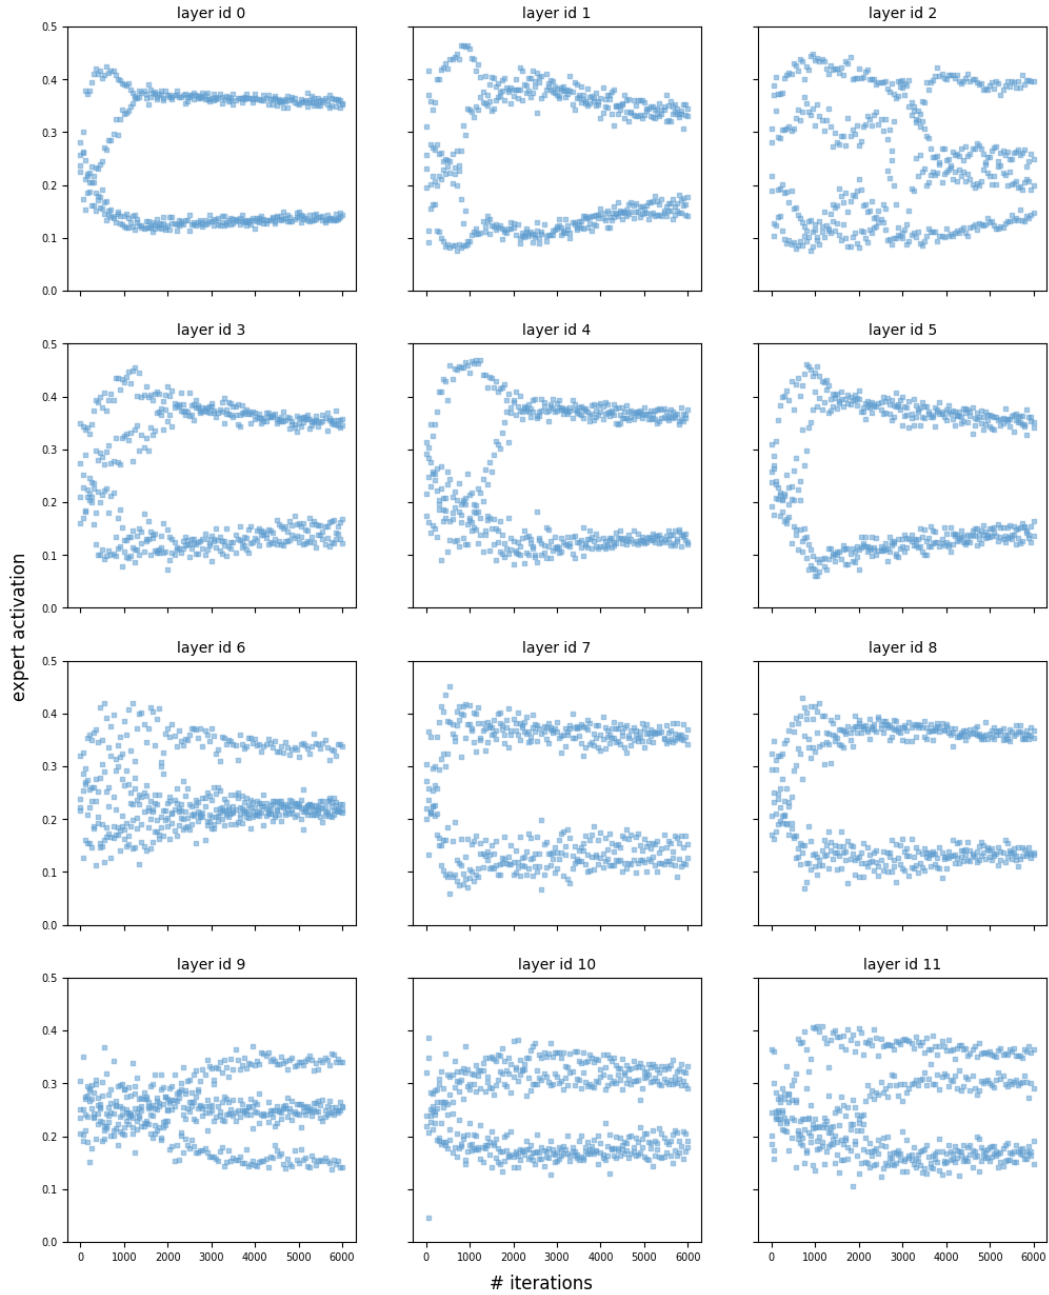 layer id 0
layer id 1
layer id 2
0.5
0.4
0.3
0.2
0.1
0.0
layer id 3
layer id 4
layer id 5
0.5
0.4
0.3
0.2
0.1
0.0
expert activation
layer id 6
layer id 7
layer id 8
0.5
0.4
0.3
0.2
0.1
0.0
layer id 9
layer id 10
layer id 11
0.5
0.4
0.3
0.2
0.1
0.0
0 1000 2000 3000 4000 5000 6000
0 1000 2000 3000 4000 5000 6000
0 1000 2000 3000 4000 5000 6000
# iterations